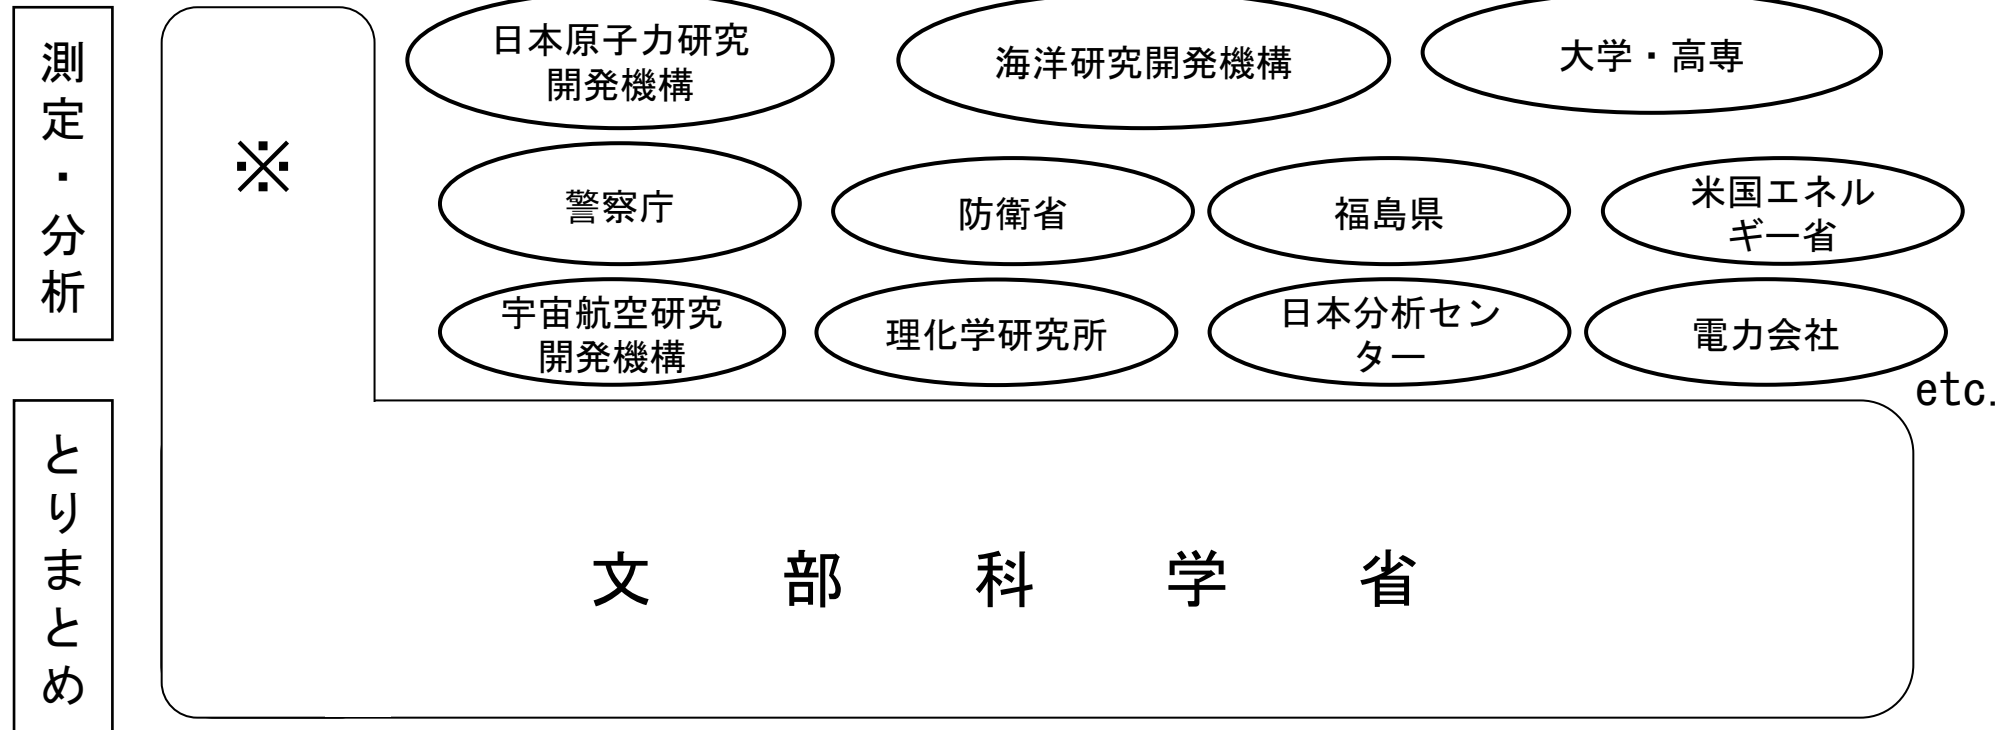 測定・分析
※
日本原子力研究
開発機構
海洋研究開発機構
大学・高専
警察庁
防衛省
福島県
米国エネル
ギー省
宇宙航空研究
開発機構
理化学研究所
日本分析セン
ター
電力会社
etc.
とりまとめ
文部科学省